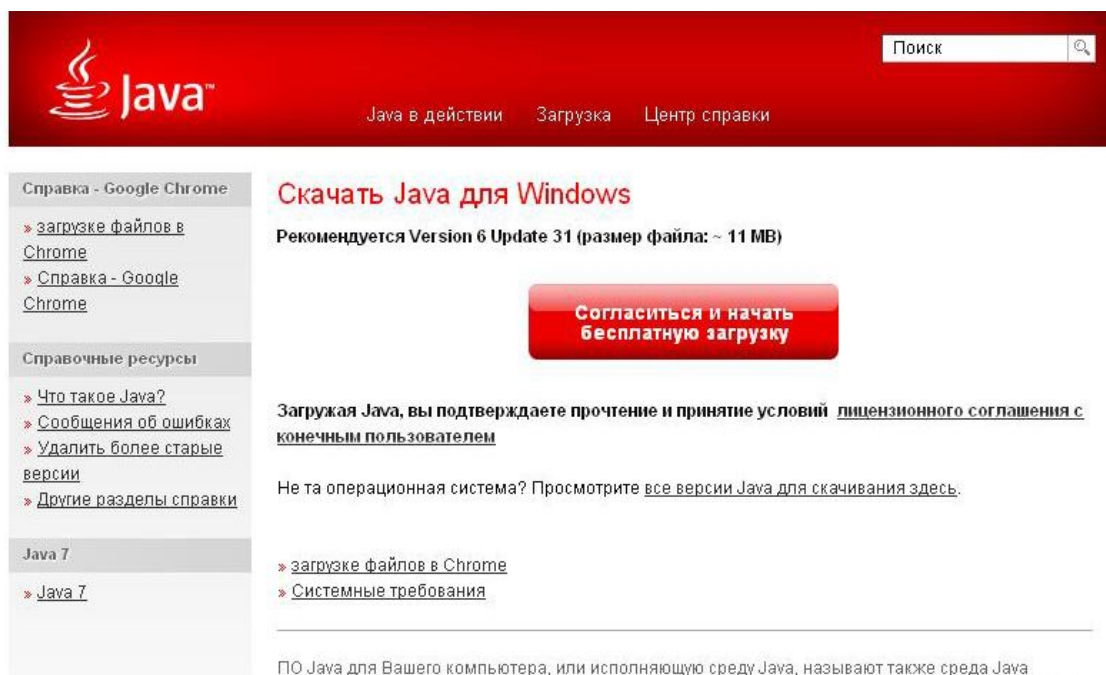 Поиск
Java™
Java в действии Загрузка Центр справки
Справка - Google Chrome
» загрузке файлов в
Chrome
» Справка - Google
Chrome
Справочные ресурсы
» Что такое Java?
» Сообщения об ошибках
» Удалить более старые
версии
» Другие разделы справки
Java 7
» Java 7
Скачать Java для Windows
Рекомендуется Version 6 Update 31 (размер файла: ~ 11 MB)
Согласиться и начать
бесплатную загрузку
Загружая Java, вы подтверждаете прочтение и принятие условий лицензионного соглашения с
конечным пользователем
Не та операционная система? Просмотрите все версии Java для скачивания здесь.
» загрузке файлов в Chrome
» Системные требования
ПО Java для Вашего компьютера, или исполняющую среду Java, называют также среда Java